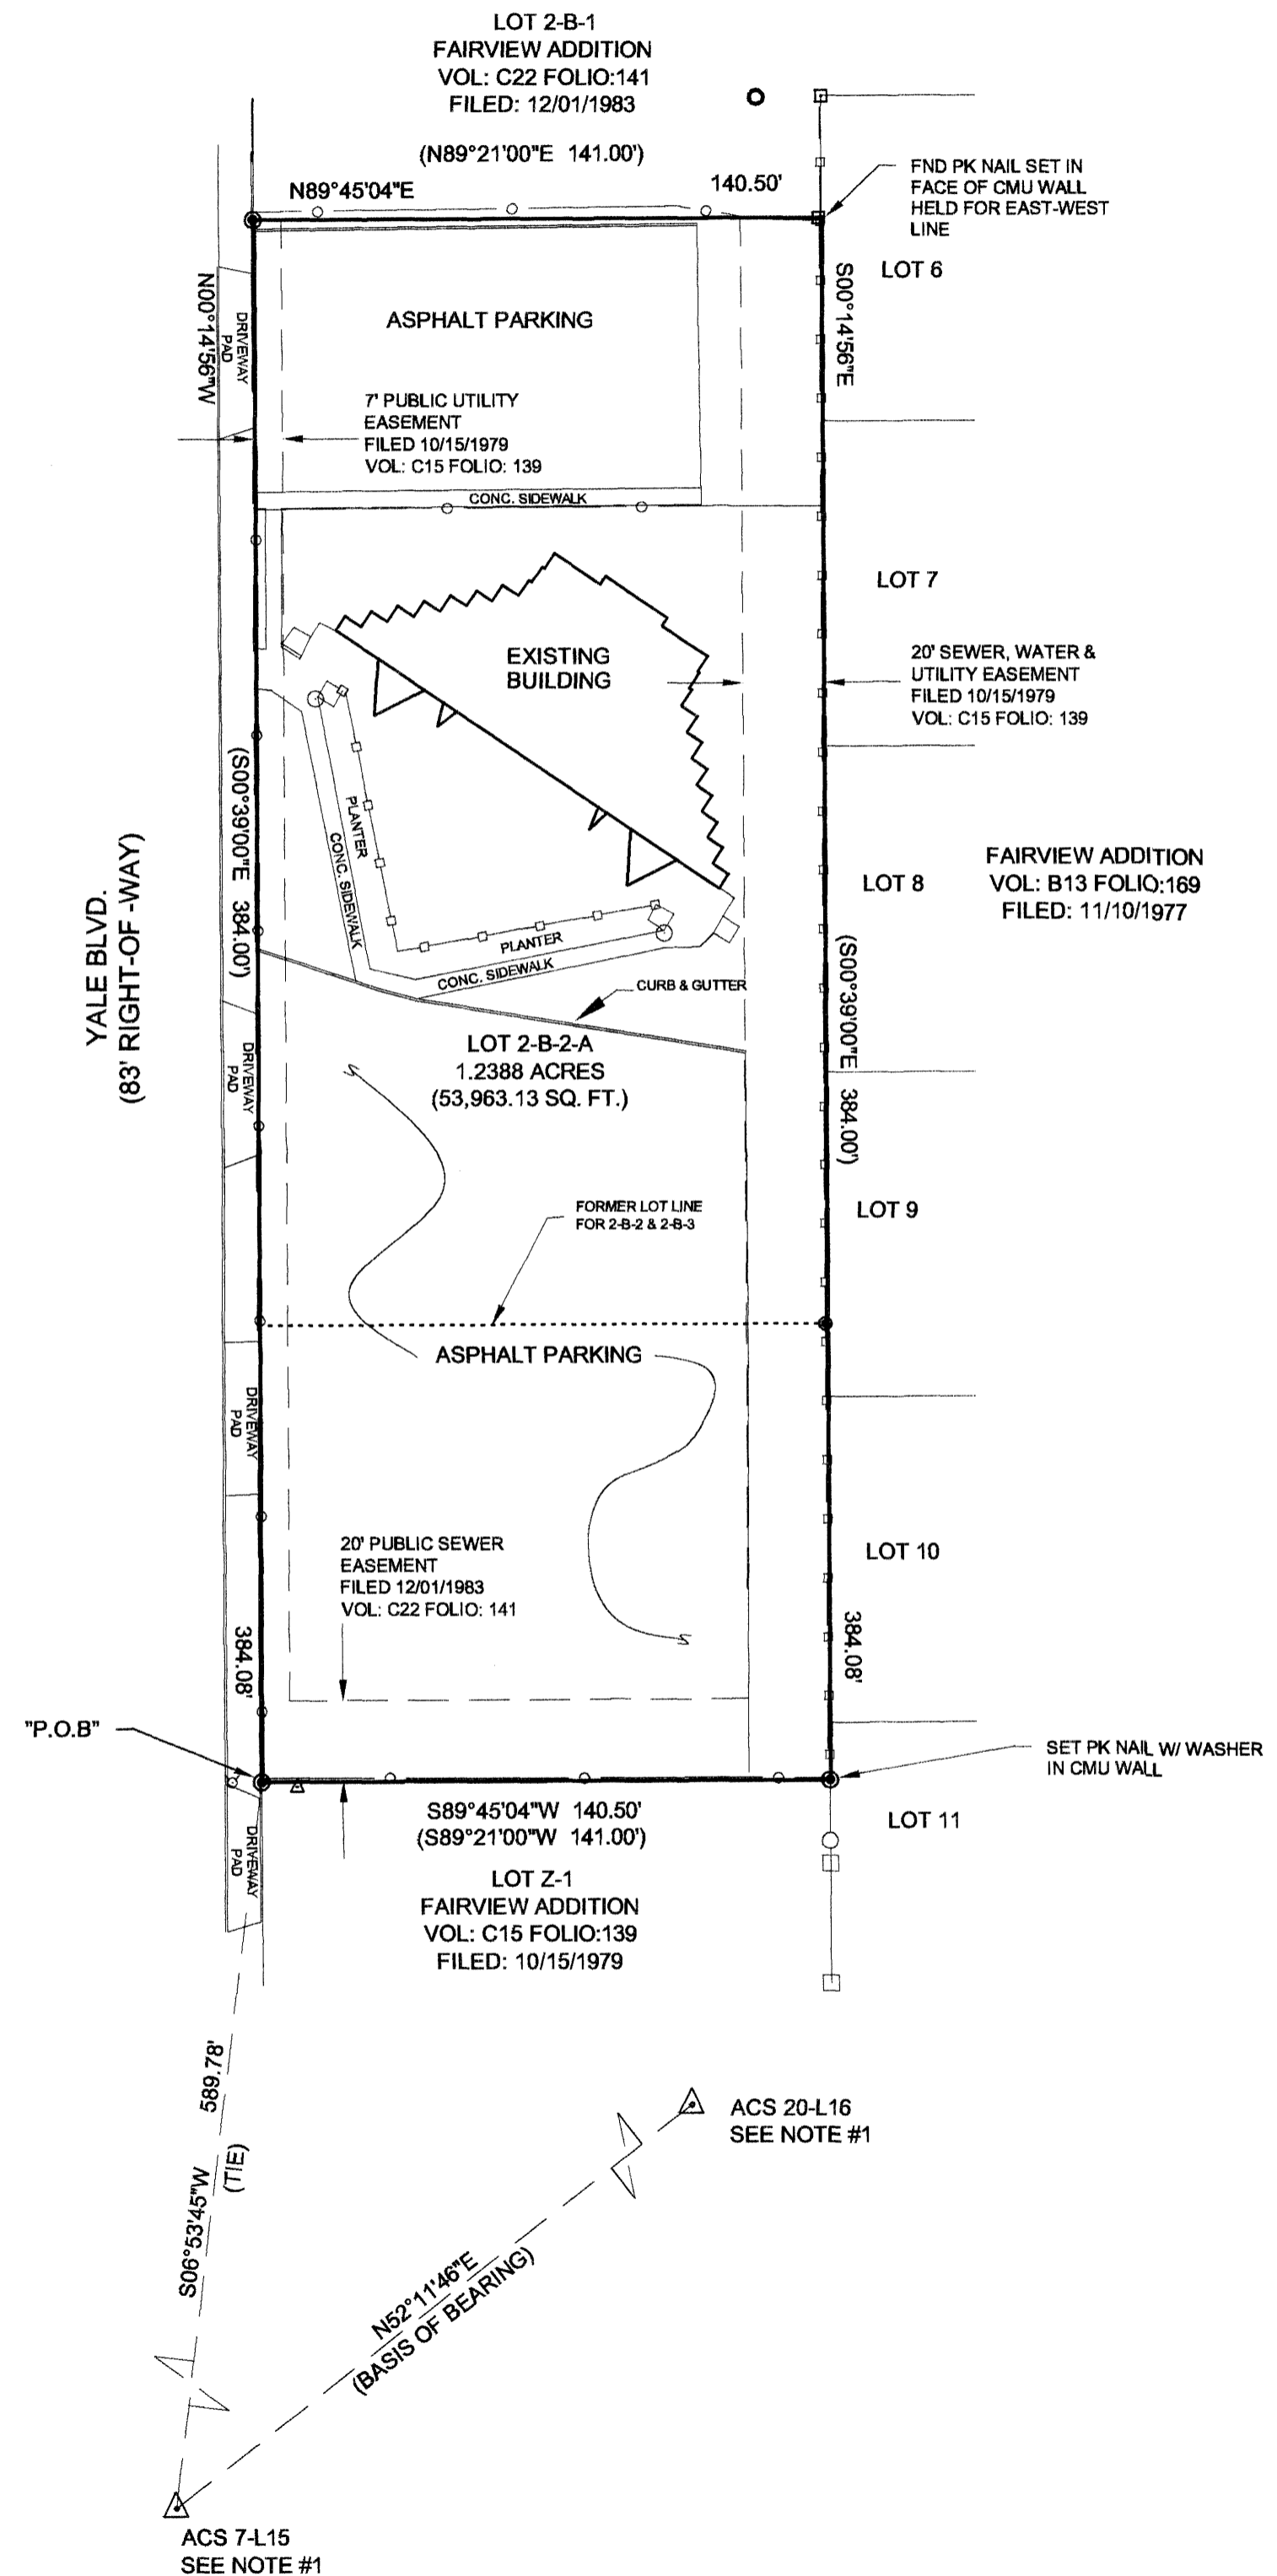 LOT 2-B-1
FAIRVIEW ADDITION
VOL: C22 FOLIO:141
FILED: 12/01/1983
(N89°21'00"E 141.00')
N89°45'04"E
140.50'
FND PK NAIL SET IN
FACE OF CMU WALL
HELD FOR EAST-WEST
LINE
LOT 6
S00°14'56"E
N00°14'56"W
DRIVEWAY
PAD
ASPHALT PARKING
7' PUBLIC UTILITY
EASEMENT
FILED 10/15/1979
VOL: C15 FOLIO: 139
CONC. SIDEWALK
LOT 7
EXISTING
BUILDING
20' SEWER, WATER &
UTILITY EASEMENT
FILED 10/15/1979
VOL: C15 FOLIO: 139
(S00°39'00"E 384.00')
PLANTER
CONC. SIDEWALK
YALE BLVD.
(83' RIGHT-OF -WAY)
LOT 8
FAIRVIEW ADDITION
VOL: B13 FOLIO:169
FILED: 11/10/1977
PLANTER
CONC. SIDEWALK
CURB & GUTTER
(S00°39'00"E 384.00')
LOT 2-B-2-A
1.2388 ACRES
(53,963.13 SQ. FT.)
DRIVEWAY
PAD
FORMER LOT LINE
FOR 2-B-2 & 2-B-3
LOT 9
ASPHALT PARKING
DRIVEWAY
PAD
20' PUBLIC SEWER
EASEMENT
FILED 12/01/1983
VOL: C22 FOLIO: 141
LOT 10
384.08'
384.08'
"P.O.B"
SET PK NAIL W/ WASHER
IN CMU WALL
S89°45'04"W 140.50'
(S89°21'00"W 141.00')
LOT 11
DRIVEWAY
PAD
LOT Z-1
FAIRVIEW ADDITION
VOL: C15 FOLIO:139
FILED: 10/15/1979
S06°53'45"W 589.78'
(TIE)
ACS 20-L16
SEE NOTE #1
N52°11'46"E
(BASIS OF BEARING)
ACS 7-L15
SEE NOTE #1